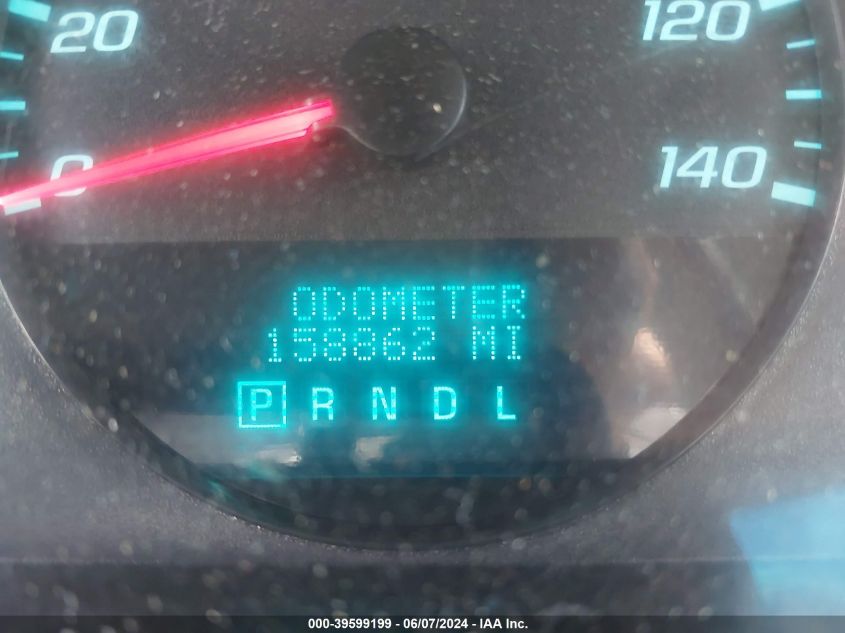 20
120
0
140
ODOMETER
158862 MI
P R N D L
000-39599199 - 06/07/2024 - IAA Inc.